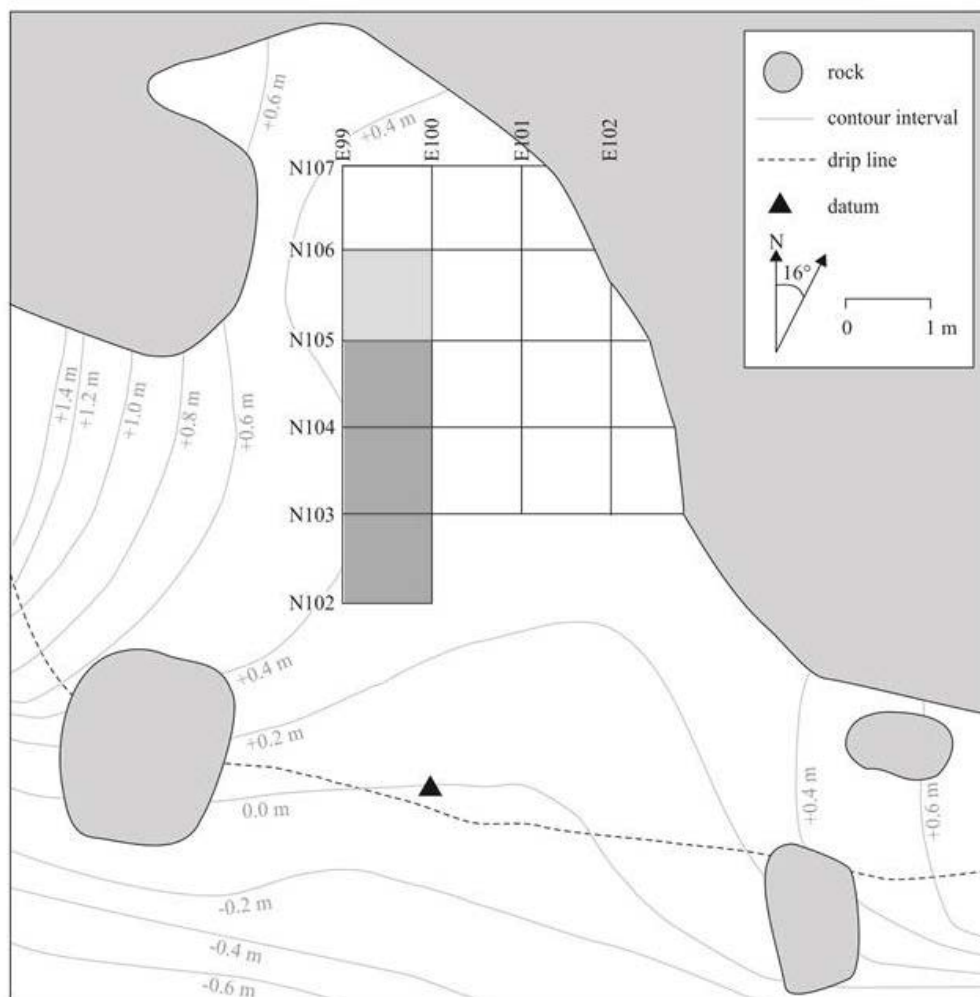 +0.6 m
+0.4 m
E99
E100
E101
E102
N107
N106
N105
N104
N103
N102
+1.4 m
+1.2 m
+1.0 m
+0.8 m
+0.6 m
+0.4 m
+0.2 m
0.0 m
-0.2 m
-0.4 m
-0.6 m
+0.4 m
+0.6 m
rock
contour interval
drip line
datum
N
16°
0 1 m